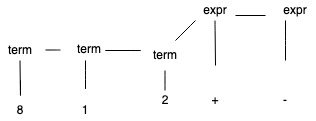 expr expr
term term term
8 1 2 + -